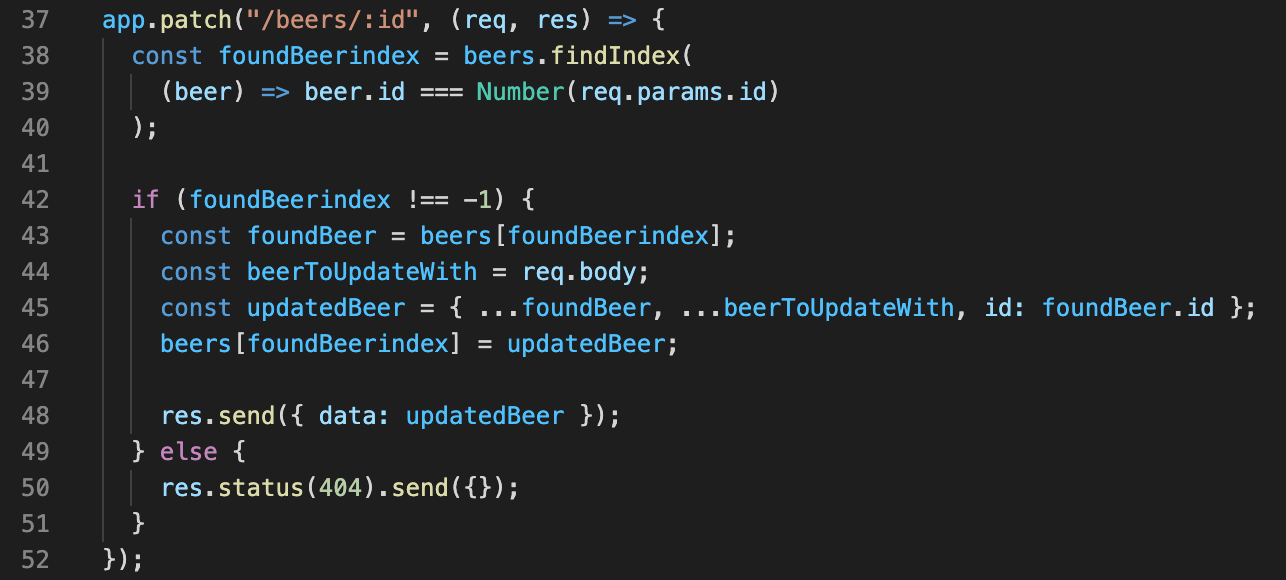 37 app.patch("/beers/:id", (req, res) => {
38   const foundBeerindex = beers.findIndex(
39     (beer) => beer.id === Number(req.params.id)
40   );
41
42   if (foundBeerindex !== -1) {
43     const foundBeer = beers[foundBeerindex];
44     const beerToUpdateWith = req.body;
45     const updatedBeer = { ...foundBeer, ...beerToUpdateWith, id: foundBeer.id };
46     beers[foundBeerindex] = updatedBeer;
47
48     res.send({ data: updatedBeer });
49   } else {
50     res.status(404).send({});
51   }
52 });